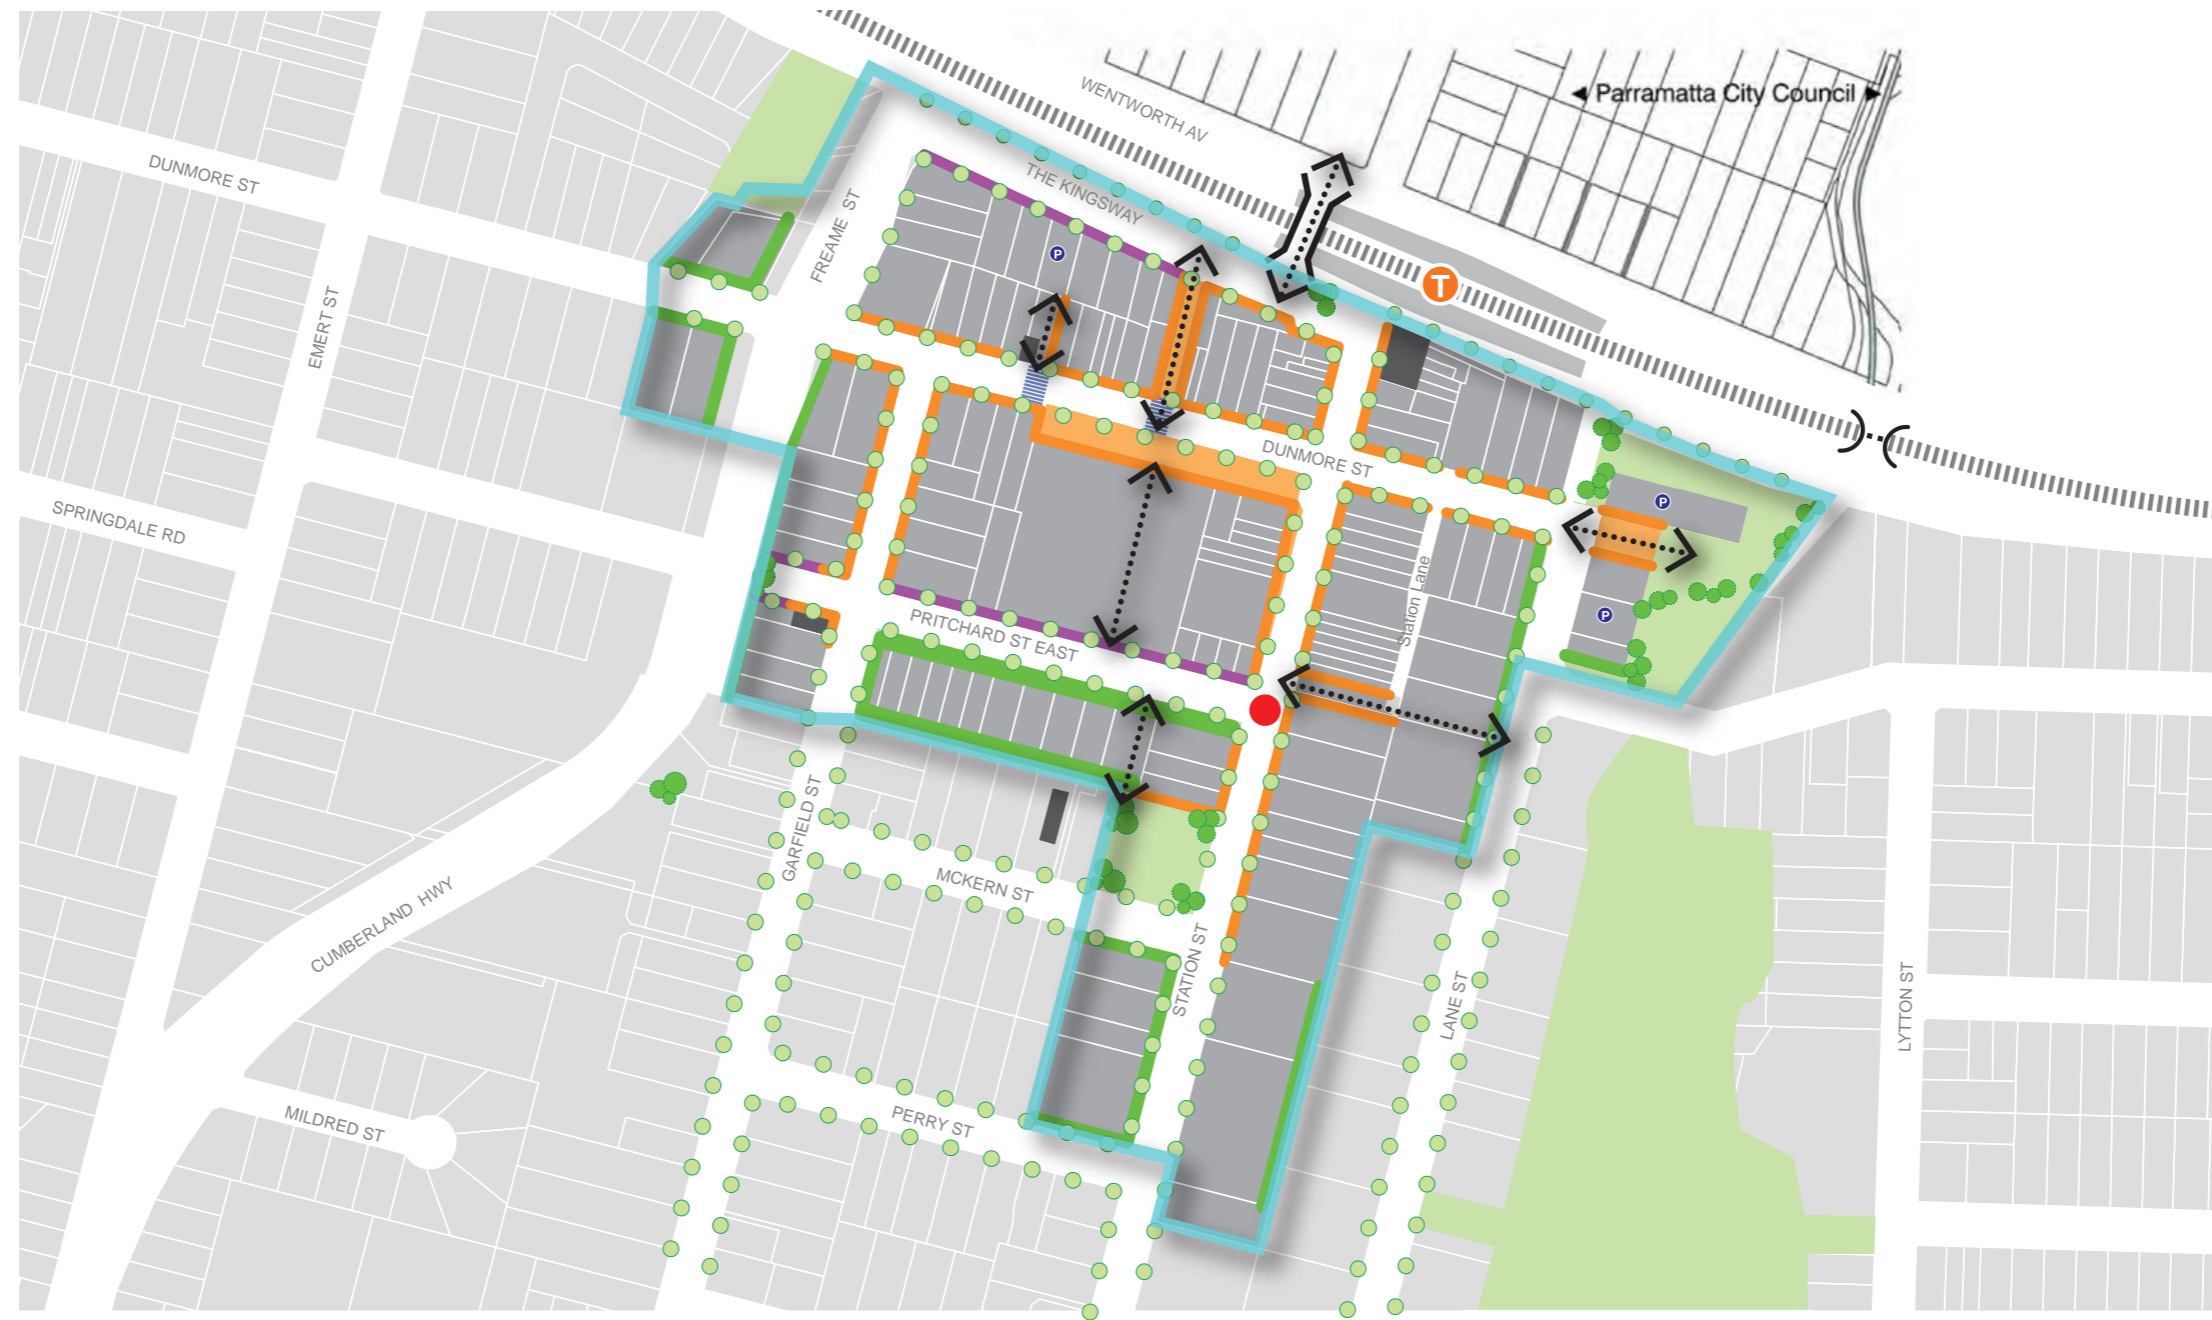 WENTWORTH AV
◄ Parramatta City Council ►
DUNMORE ST
THE KINGSWAY
FREAME ST
P
T
EMERT ST
DUNMORE ST
SPRINGDALE RD
P
Station Lane
P
PRITCHARD ST EAST
GARFIELD ST
MCKERN ST
CUMBERLAND HWY
STATION ST
LANE ST
LYTTON ST
MILDRED ST
PERRY ST